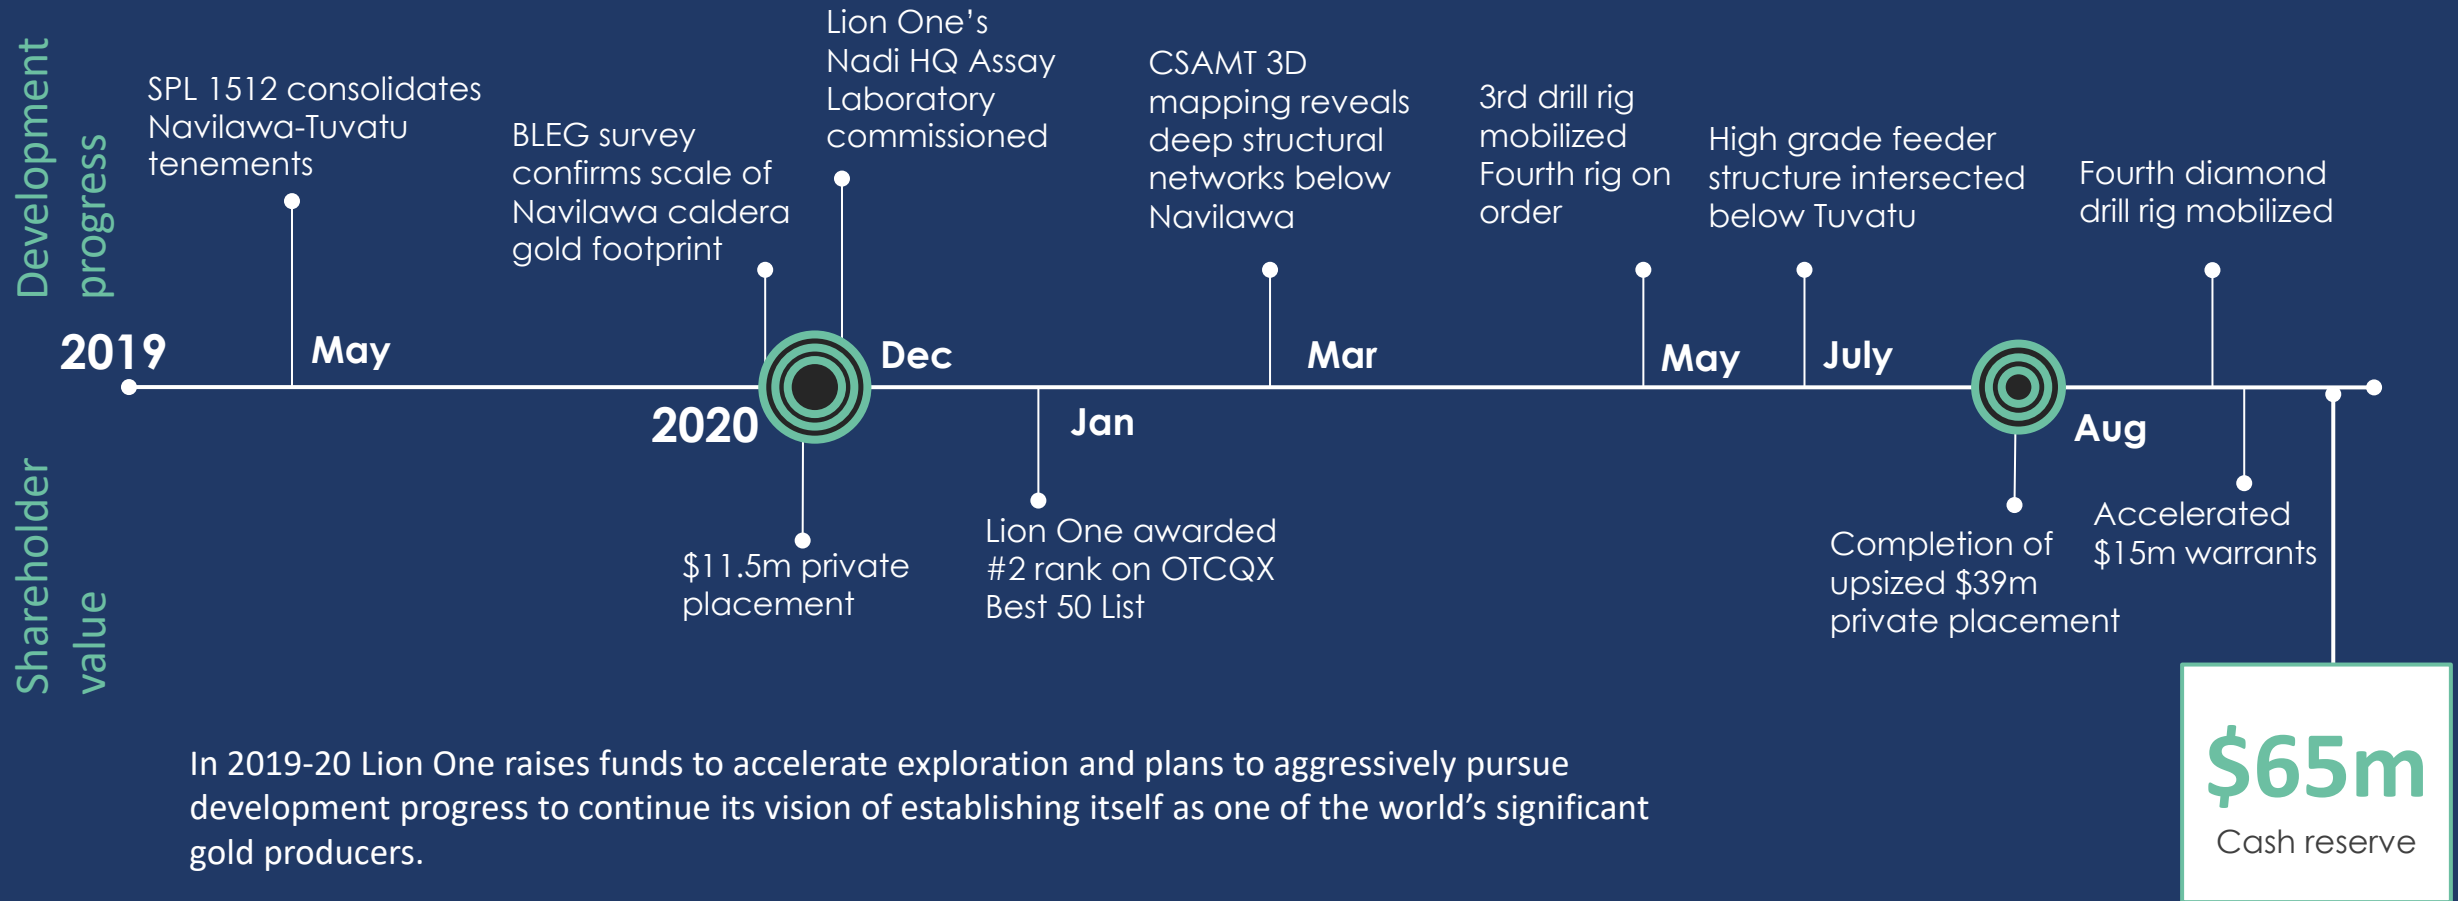 Development
progress
Shareholder
value
2019
SPL 1512 consolidates
Navilawa-Tuvatu
tenements
May
BLEG survey
confirms scale of
Navilawa caldera
gold footprint
2020
Lion One’s
Nadi HQ Assay
Laboratory
commissioned
Dec
$11.5m private
placement
Jan
Lion One awarded
#2 rank on OTCQX
Best 50 List
CSAMT 3D
mapping reveals
deep structural
networks below
Navilawa
Mar
3rd drill rig
mobilized
Fourth rig on
order
May
High grade feeder
structure intersected
below Tuvatu
July
Aug
Completion of
upsized $39m
private placement
Fourth diamond
drill rig mobilized
Accelerated
$15m warrants
$65m
Cash reserve
In 2019-20 Lion One raises funds to accelerate exploration and plans to aggressively pursue
development progress to continue its vision of establishing itself as one of the world’s significant
gold producers.